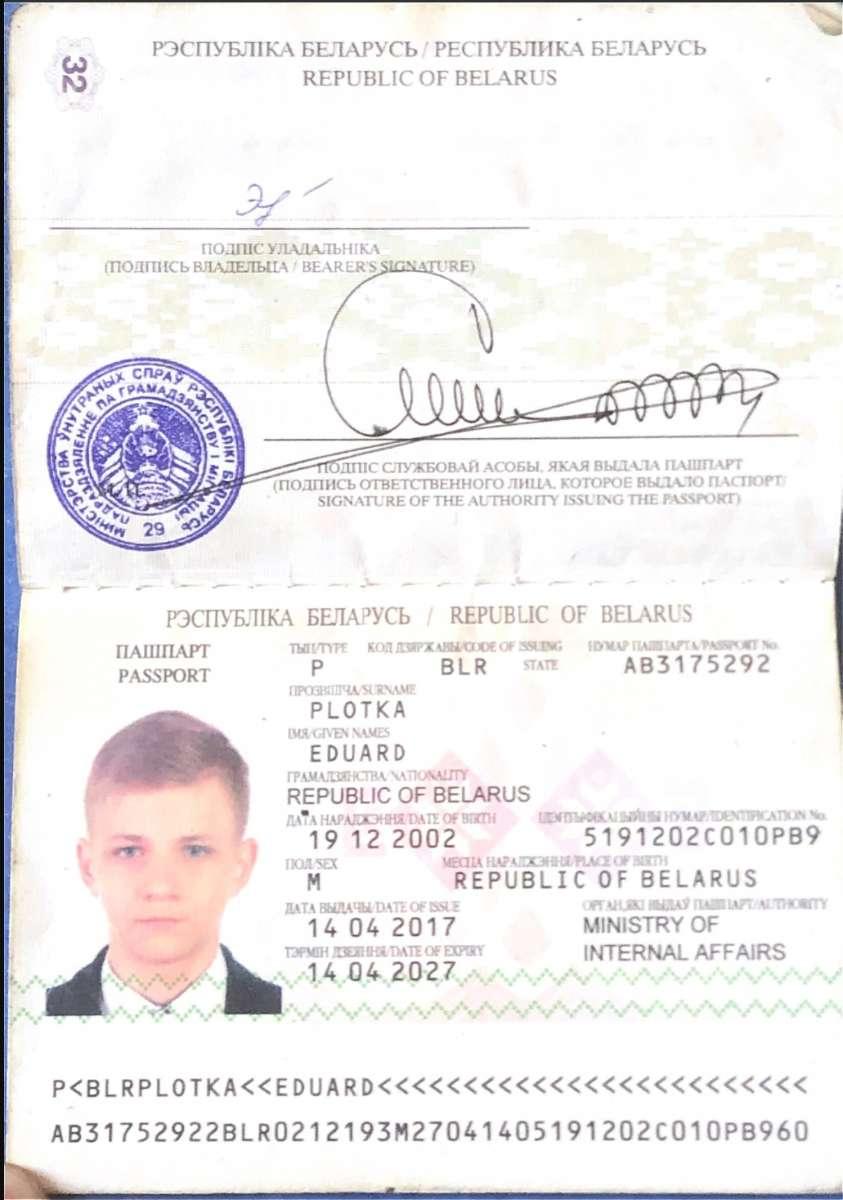 32
РЭСПУБЛІКА БЕЛАРУСЬ / РЕСПУБЛИКА БЕЛАРУСЬ
REPUBLIC OF BELARUS
ПОДПІС УЛАДАЛЬНІКА
(ПОДПИСЬ ВЛАДЕЛЬЦА / BEARER'S SIGNATURE)
МІНІСТЭРСТВА ЎНУТРАНЫХ СПРАЎ РЭСПУБЛІКІ БЕЛАРУСЬ
ПАДРАЗДЗЯЛЕННЕ ПА ГРАМАДЗЯНСТВУ І МІГРАЦЫІ
29
ПОДПІС СЛУЖБОВАЙ АСОБЫ, ЯКАЯ ВЫДАЛА ПАШПАРТ
(ПОДПИСЬ ОТВЕТСТВЕННОГО ЛИЦА, КОТОРОЕ ВЫДАЛО ПАСПОРТ/
SIGNATURE OF THE AUTHORITY ISSUING THE PASSPORT)
РЭСПУБЛІКА БЕЛАРУСЬ / REPUBLIC OF BELARUS
ПАШПАРТ
PASSPORT
ТЫП/TYPE КОД ДЗЯРЖАВЫ/CODE OF ISSUING STATE НУМАР ПАШПАРТА/PASSPORT No.
P BLR AB3175292
ПРОЗВІШЧА/SURNAME
PLOTKA
ІМЯ/GIVEN NAMES
EDUARD
ГРАМАДЗЯНСТВА/NATIONALITY
REPUBLIC OF BELARUS
ДАТА НАРАДЖЭННЯ/DATE OF BIRTH ІДЭНТЫФІКАЦЫЙНЫ НУМАР/IDENTIFICATION No.
19 12 2002 5191202C010PB9
ПОЛ/SEX МЕСЦА НАРАДЖЭННЯ/PLACE OF BIRTH
M REPUBLIC OF BELARUS
ДАТА ВЫДАЧЫ/DATE OF ISSUE ОРГАН,ЯКІ ВЫДАЎ ПАШПАРТ/AUTHORITY
14 04 2017 MINISTRY OF
ТЭРМІН ДЗЕЯННЯ/DATE OF EXPIRY INTERNAL AFFAIRS
14 04 2027
P<BLRPLOTKA<<EDUARD<<<<<<<<<<<<<<<<<<<<<<<<<
AB31752922BLR0212193M27041405191202C010PB960